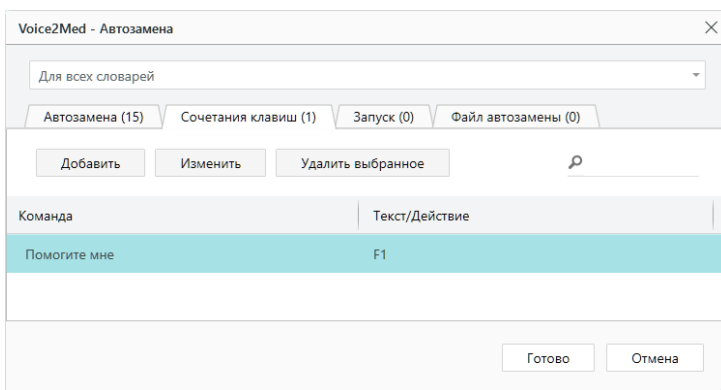 Voice2Med - Автозамена
Для всех словарей
Автозамена (15) Сочетания клавиш (1) Запуск (0) Файл автозамены (0)
Добавить Изменить Удалить выбранное
Команда Текст/Действие
Помогите мне F1
Готово Отмена